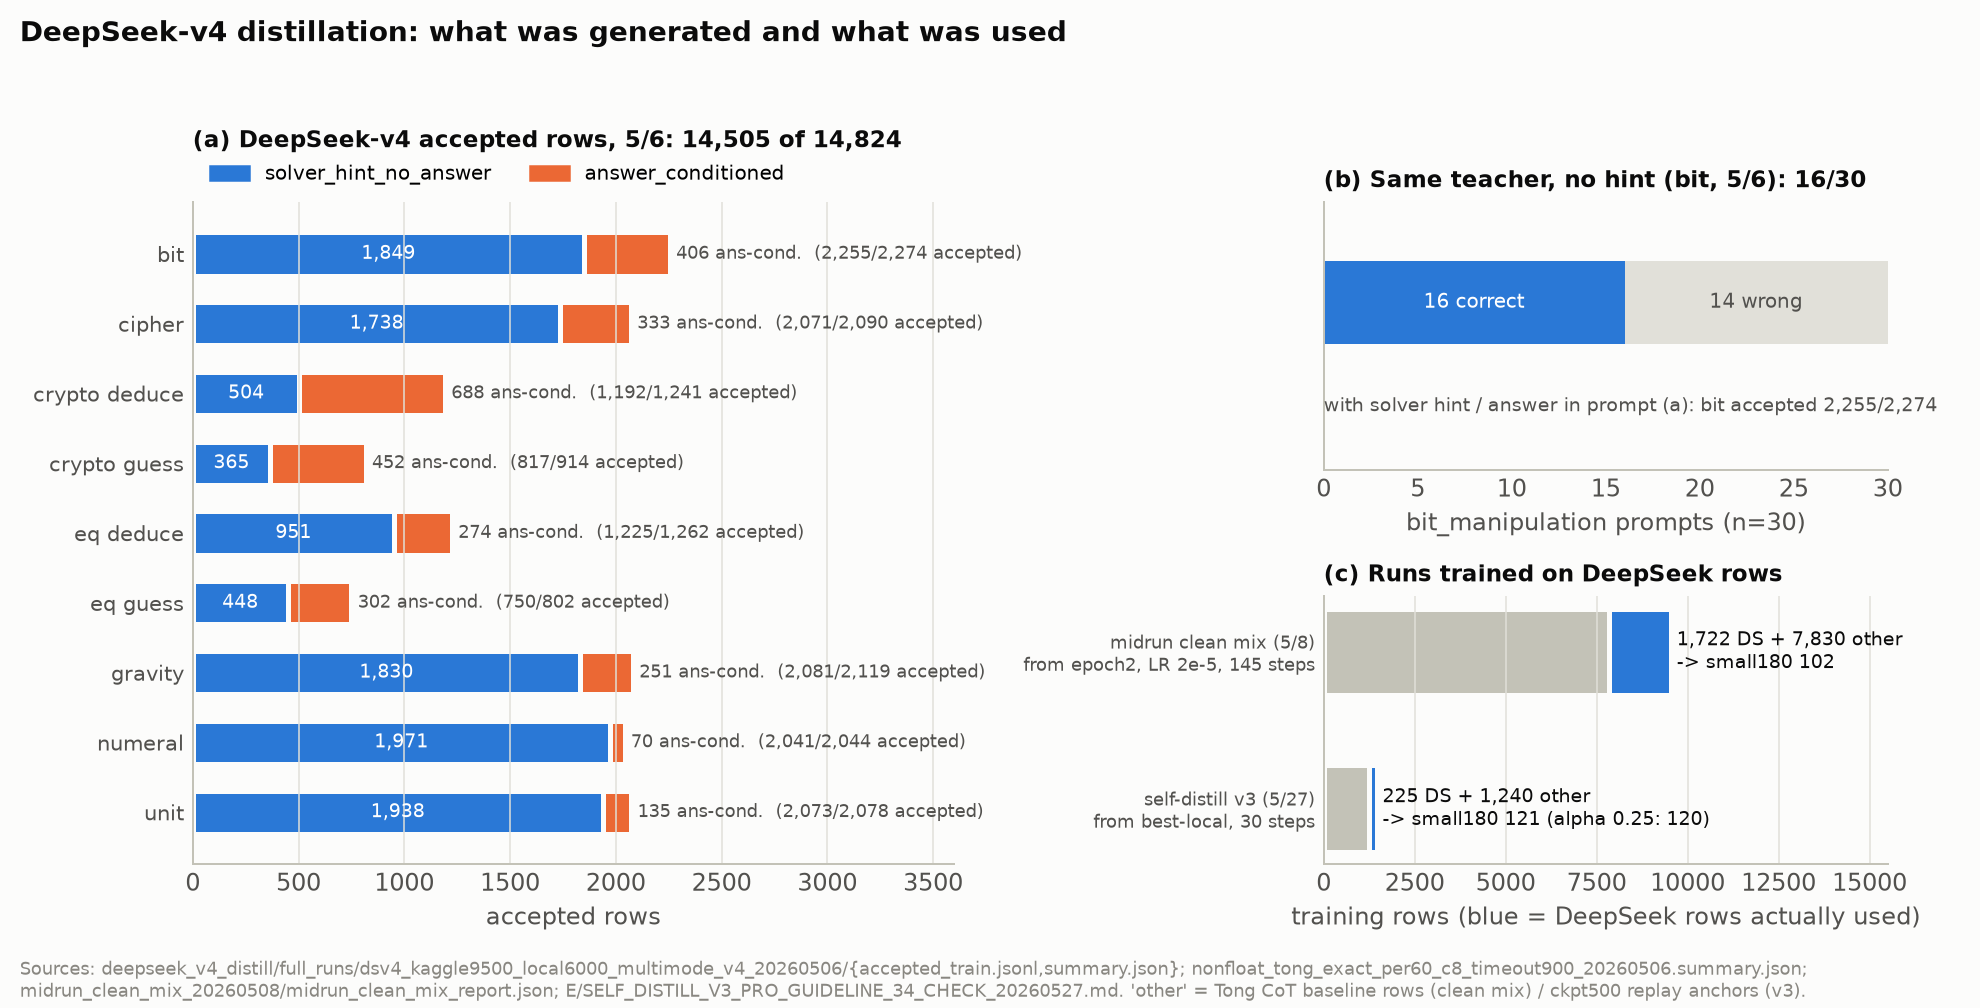 DeepSeek-v4 distillation: what was generated and what was used
(a) DeepSeek-v4 accepted rows, 5/6: 14,505 of 14,824
solver_hint_no_answer
answer_conditioned
bit
1,849
406 ans-cond. (2,255/2,274 accepted)
cipher
1,738
333 ans-cond. (2,071/2,090 accepted)
crypto deduce
504
688 ans-cond. (1,192/1,241 accepted)
crypto guess
365
452 ans-cond. (817/914 accepted)
eq deduce
951
274 ans-cond. (1,225/1,262 accepted)
eq guess
448
302 ans-cond. (750/802 accepted)
gravity
1,830
251 ans-cond. (2,081/2,119 accepted)
numeral
1,971
70 ans-cond. (2,041/2,044 accepted)
unit
1,938
135 ans-cond. (2,073/2,078 accepted)
0 500 1000 1500 2000 2500 3000 3500
accepted rows
(b) Same teacher, no hint (bit, 5/6): 16/30
16 correct
14 wrong
with solver hint / answer in prompt (a): bit accepted 2,255/2,274
0 5 10 15 20 25 30
bit_manipulation prompts (n=30)
(c) Runs trained on DeepSeek rows
midrun clean mix (5/8)
from epoch2, LR 2e-5, 145 steps
1,722 DS + 7,830 other
-> small180 102
self-distill v3 (5/27)
from best-local, 30 steps
225 DS + 1,240 other
-> small180 121 (alpha 0.25: 120)
0 2500 5000 7500 10000 12500 15000
training rows (blue = DeepSeek rows actually used)
Sources: deepseek_v4_distill/full_runs/dsv4_kaggle9500_local6000_multimode_v4_20260506/{accepted_train.jsonl,summary.json}; nonfloat_tong_exact_per60_c8_timeout900_20260506.summary.json;
midrun_clean_mix_20260508/midrun_clean_mix_report.json; E/SELF_DISTILL_V3_PRO_GUIDELINE_34_CHECK_20260527.md. 'other' = Tong CoT baseline rows (clean mix) / ckpt500 replay anchors (v3).